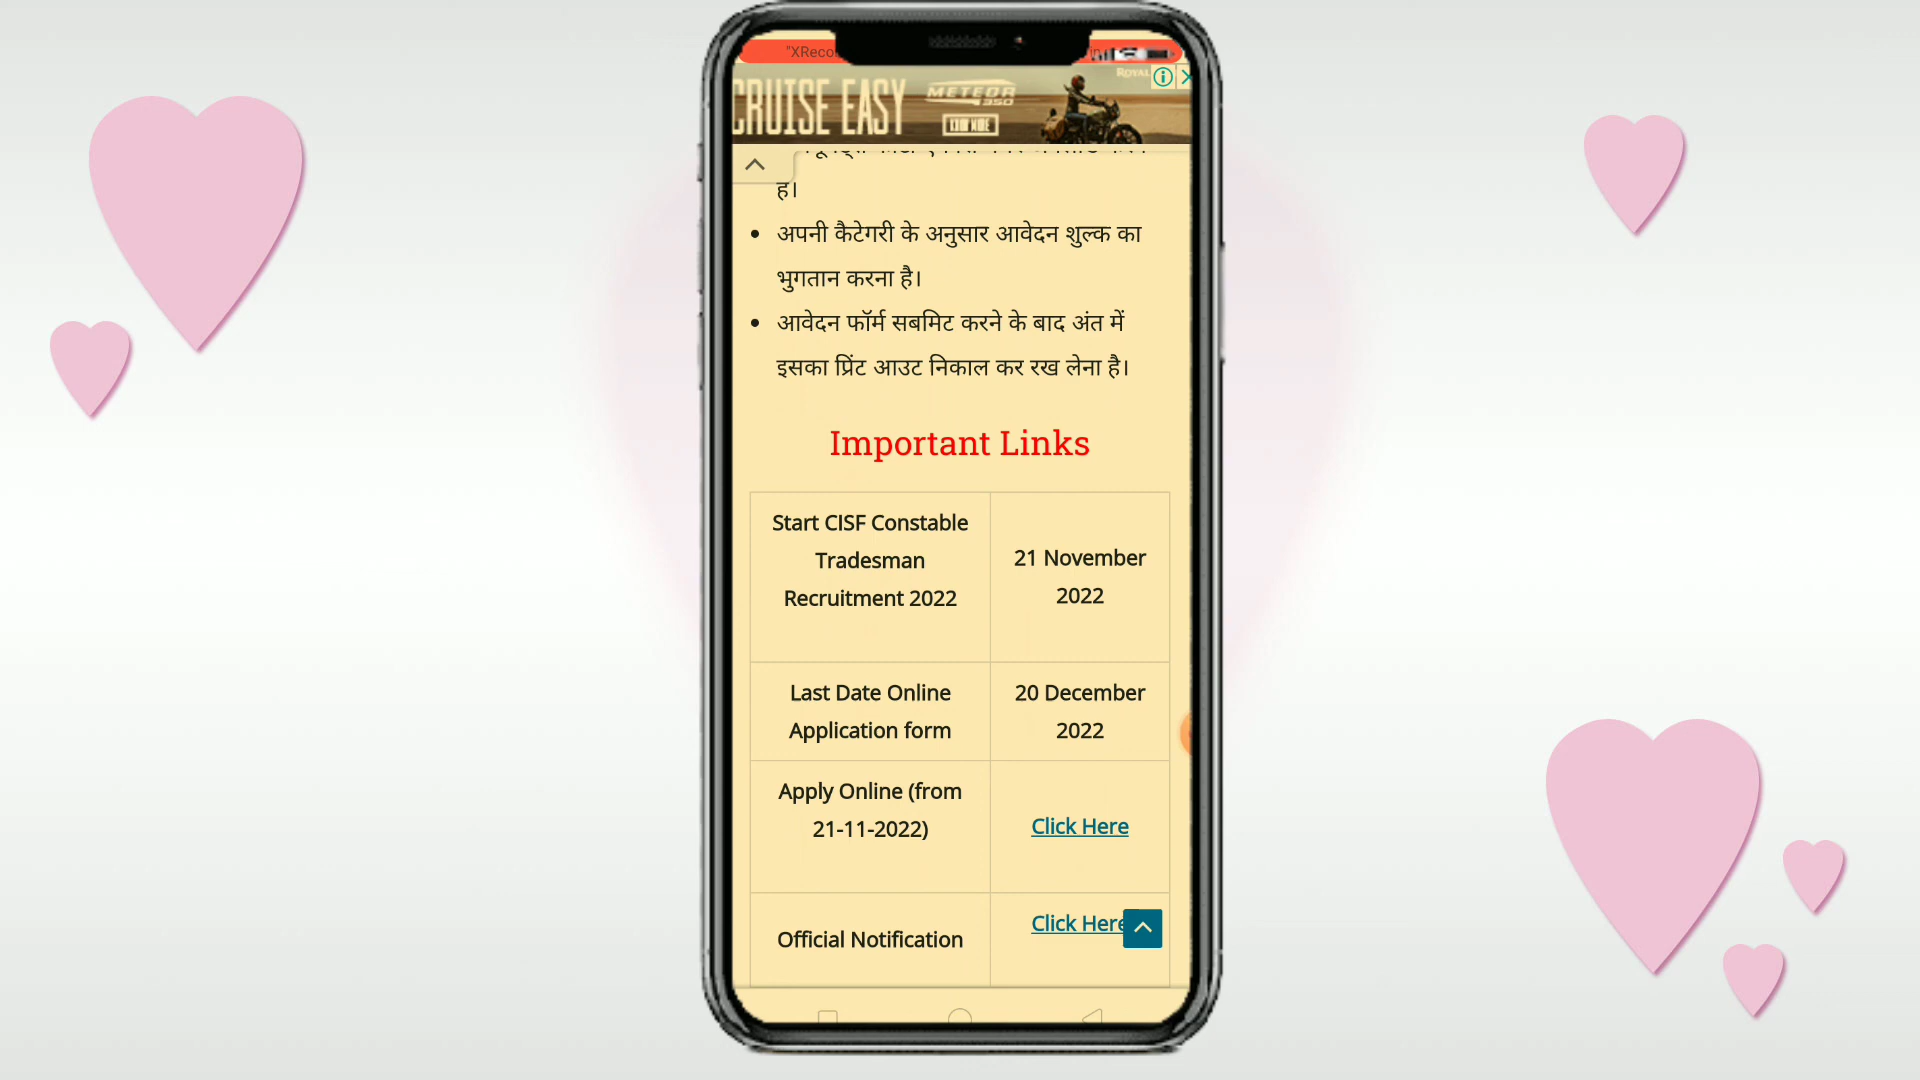 "XReco
ROYAL
CRUISE EASY
METEOR
350
ह।
अपनी कैटेगरी के अनुसार आवेदन शुल्क का
भुगतान करना है।
आवेदन फॉर्म सबमिट करने के बाद अंत में
इसका प्रिंट आउट निकाल कर रख लेना है।
Important Links
Start CISF Constable
Tradesman
Recruitment 2022
21 November
2022
Last Date Online
Application form
20 December
2022
Apply Online (from
21-11-2022)
Click Here
Official Notification
Click Here